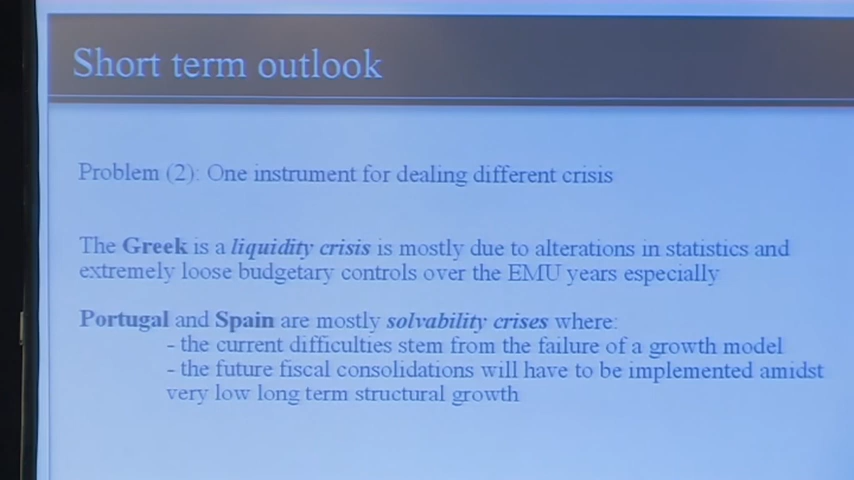 Short term outlook
Problem (2): One instrument for dealing different crisis
The Greek is a liquidity crisis is mostly due to alterations in statistics and
extremely loose budgetary controls over the EMU years especially
Portugal and Spain are mostly solvability crises where:
- the current difficulties stem from the failure of a growth model
- the future fiscal consolidations will have to be implemented amidst
very low long term structural growth